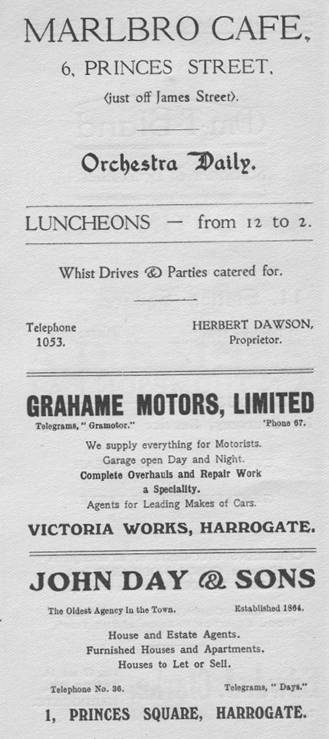 MARLBRO CAFE,
6, PRINCES STREET,
(just off James Street).
Orchestra Daily.
LUNCHEONS — from 12 to 2.
Whist Drives & Parties catered for.
Telephone 1053.
HERBERT DAWSON, Proprietor.
GRAHAME MOTORS, LIMITED
Telegrams, "Gramotor." 'Phone 67.
We supply everything for Motorists.
Garage open Day and Night.
Complete Overhauls and Repair Work
a Speciality.
Agents for Leading Makes of Cars.
VICTORIA WORKS, HARROGATE.
JOHN DAY & SONS
The Oldest Agency in the Town. Established 1864.
House and Estate Agents.
Furnished Houses and Apartments.
Houses to Let or Sell.
Telephone No. 36. Telegrams, "Days."
1, PRINCES SQUARE, HARROGATE.